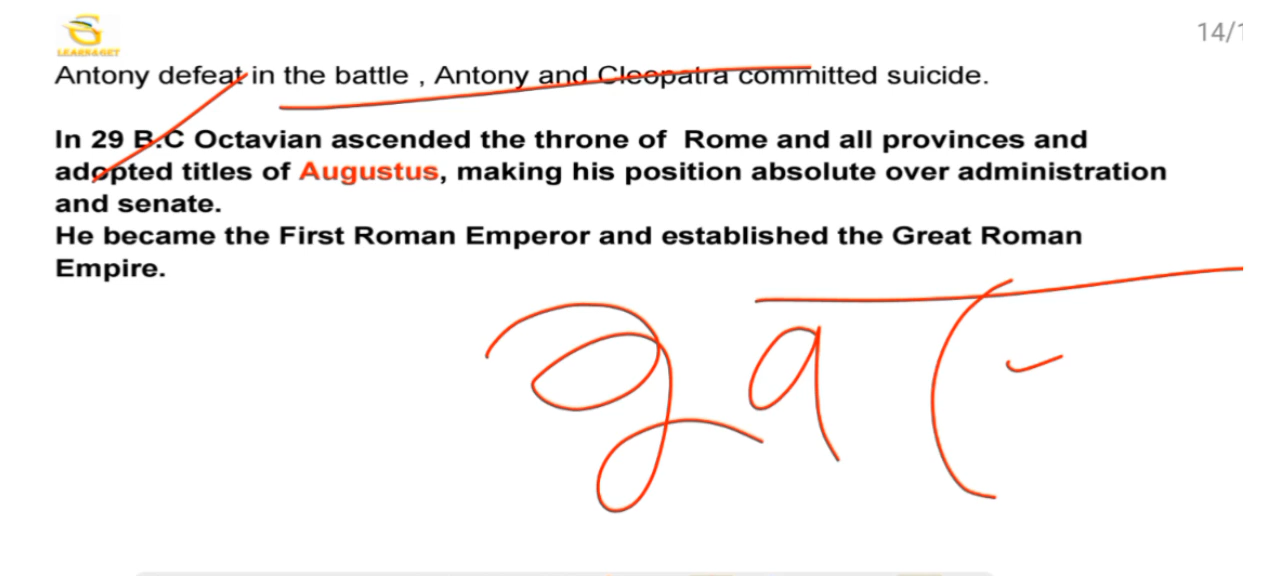 LEARN&GET
14/1
Antony defeat in the battle , Antony and Cleopatra committed suicide.
In 29 B.C Octavian ascended the throne of Rome and all provinces and
adopted titles of Augustus, making his position absolute over administration
and senate.
He became the First Roman Emperor and established the Great Roman
Empire.